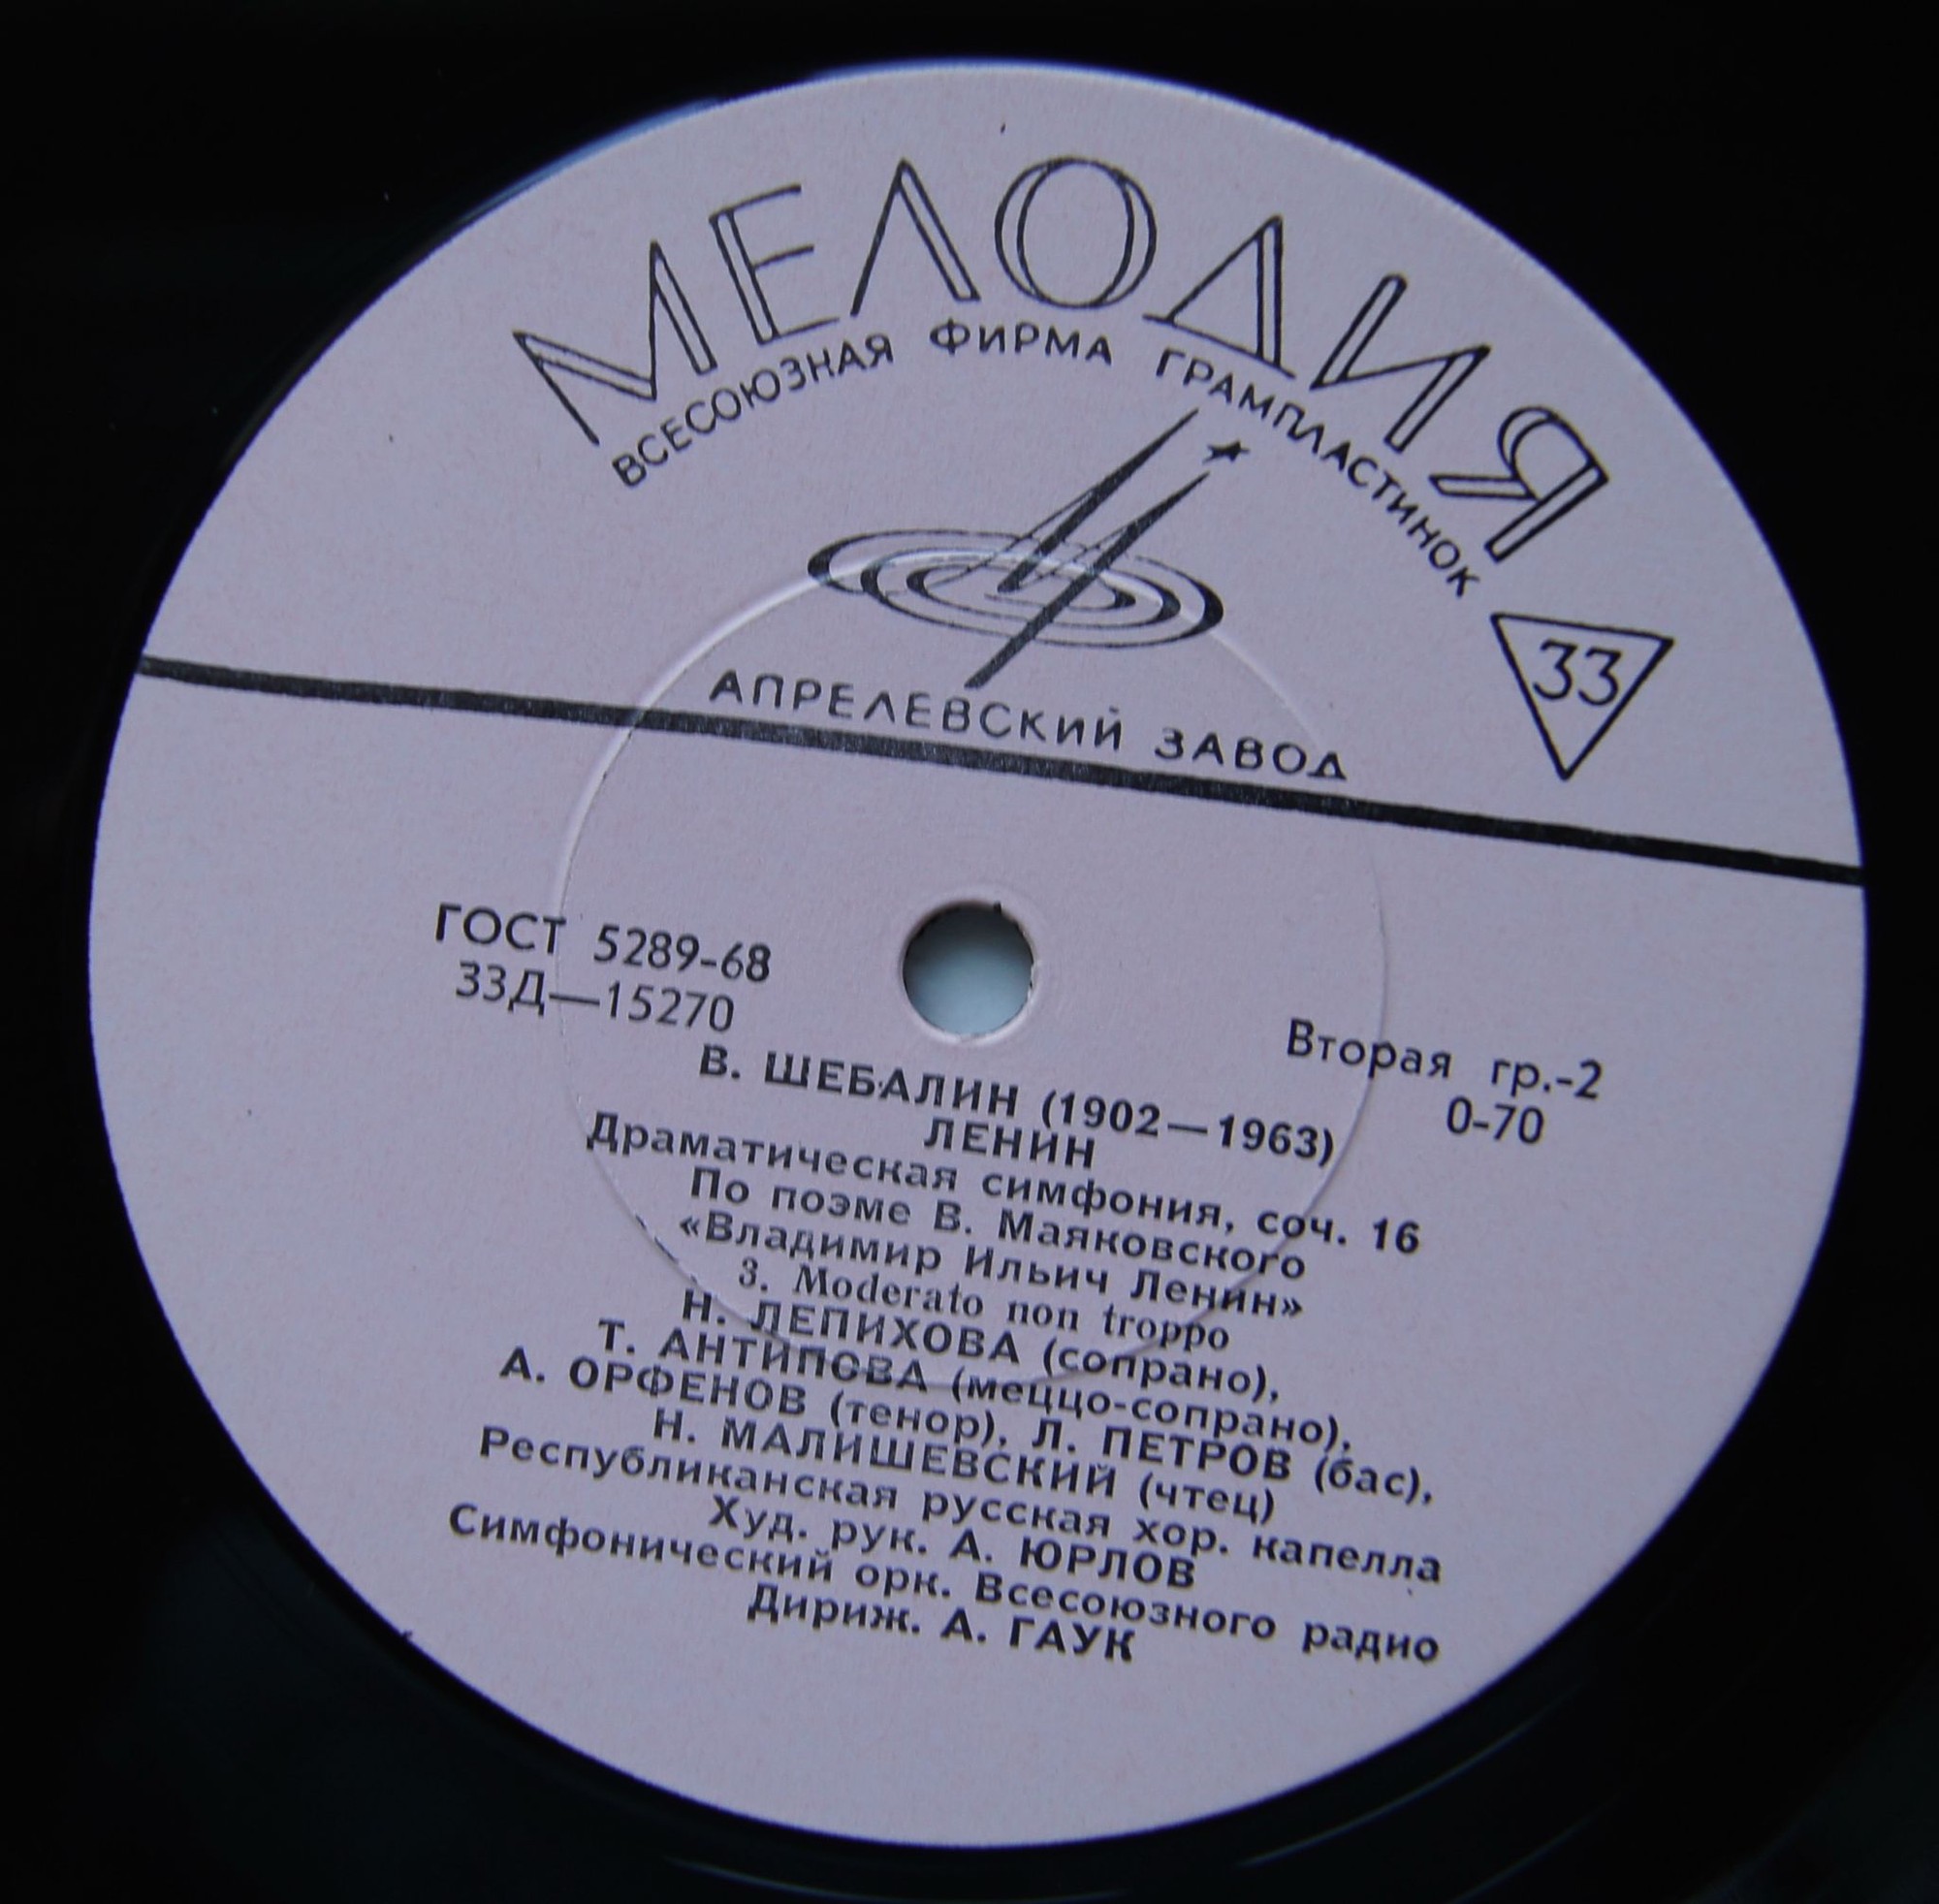 МЕЛОДИЯ
ВСЕСОЮЗНАЯ ФИРМА ГРАМПЛАСТИНОК
33
АПРЕЛЕВСКИЙ ЗАВОД
ГОСТ 5289-68
33Д—15270
Вторая гр.-2
0-70
В. ШЕБАЛИН (1902—1963)
ЛЕНИН
Драматическая симфония, соч. 16
По поэме В. Маяковского
«Владимир Ильич Ленин»
3. Moderato non troppo
Н. ЛЕПИХОВА (сопрано),
Т. АНТИПОВА (меццо-сопрано),
А. ОРФЕНОВ (тенор), Л. ПЕТРОВ (бас),
Н. МАЛИШЕВСКИЙ (чтец)
Республиканская русская хор. капелла
Худ. рук. А. ЮРЛОВ
Симфонический орк. Всесоюзного радио
Дириж. А. ГАУК